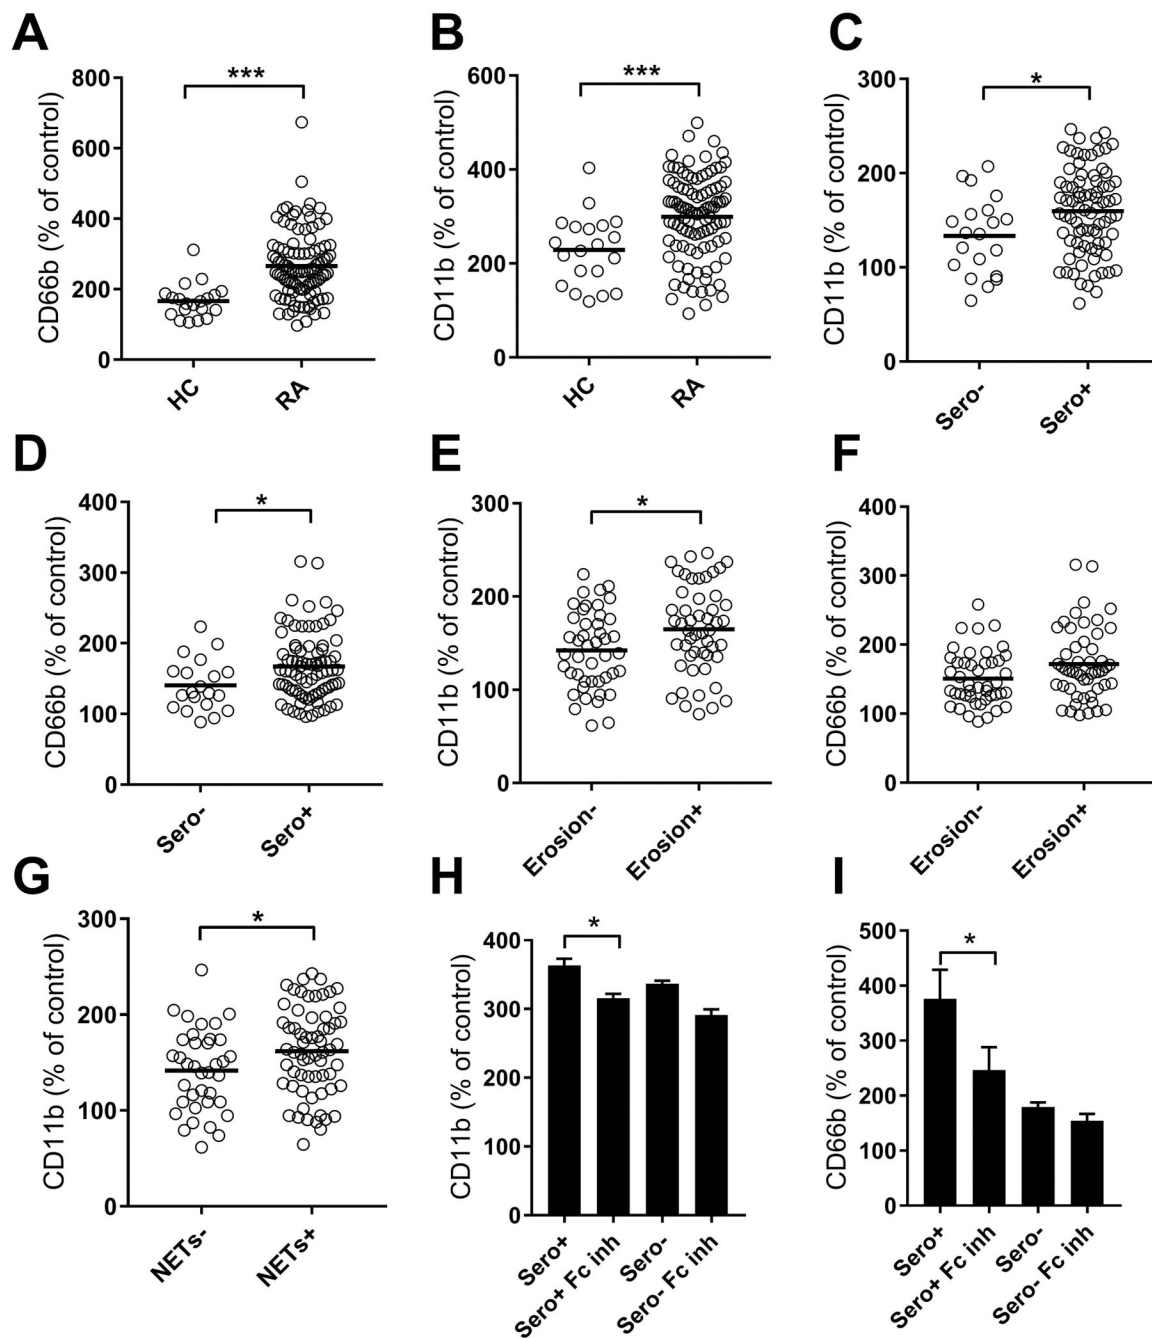 A
CD66b (% of control)
800
600
400
200
0
***
HC
RA
B
CD11b (% of control)
600
400
200
0
***
HC
RA
C
CD11b (% of control)
300
200
100
0
*
Sero-
Sero+
D
CD66b (% of control)
400
300
200
100
0
*
Sero-
Sero+
E
CD11b (% of control)
300
200
100
0
*
Erosion-
Erosion+
F
CD66b (% of control)
400
300
200
100
0
Erosion-
Erosion+
G
CD11b (% of control)
300
200
100
0
*
NETs-
NETs+
H
CD11b (% of control)
400
300
200
100
0
*
Sero+
Sero+ Fc inh
Sero-
Sero- Fc inh
I
CD66b (% of control)
500
400
300
200
100
0
*
Sero+
Sero+ Fc inh
Sero-
Sero- Fc inh